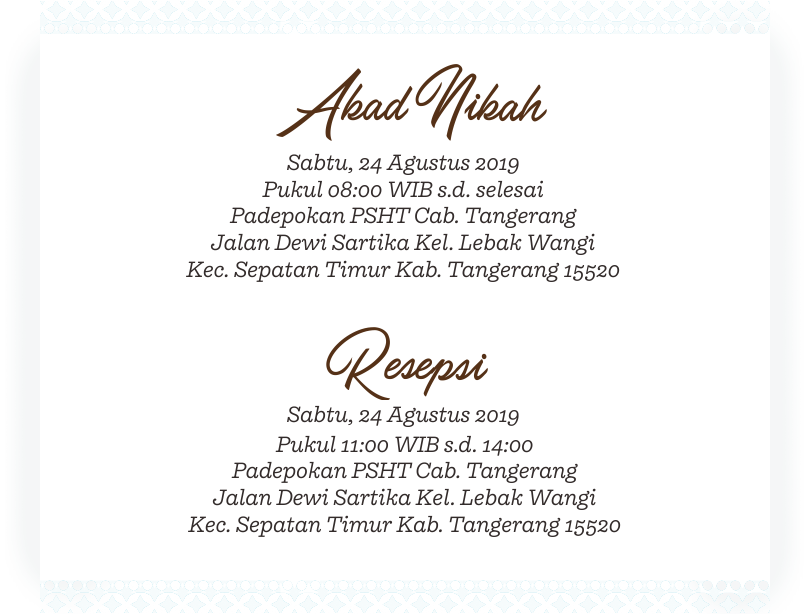 Akad Nikah
Sabtu, 24 Agustus 2019
Pukul 08:00 WIB s.d. selesai
Padepokan PSHT Cab. Tangerang
Jalan Dewi Sartika Kel. Lebak Wangi
Kec. Sepatan Timur Kab. Tangerang 15520
Resepsi
Sabtu, 24 Agustus 2019
Pukul 11:00 WIB s.d. 14:00
Padepokan PSHT Cab. Tangerang
Jalan Dewi Sartika Kel. Lebak Wangi
Kec. Sepatan Timur Kab. Tangerang 15520